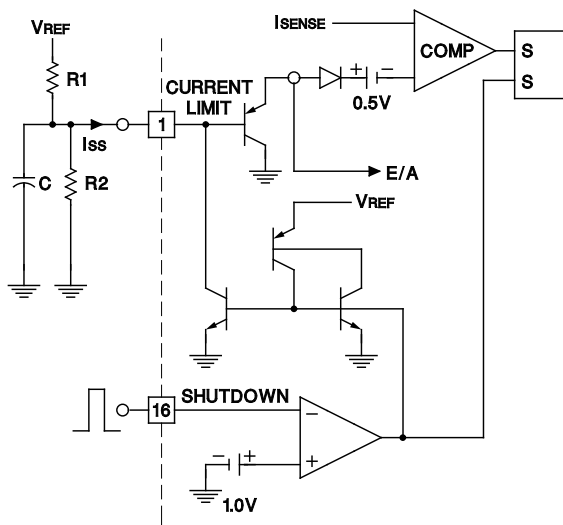 ISENSE
VREF
COMP
S
S
R1
CURRENT
LIMIT
+
−
0.5V
1
ISS
C
R2
E/A
VREF
SHUTDOWN
16
−
−
+
+
1.0V